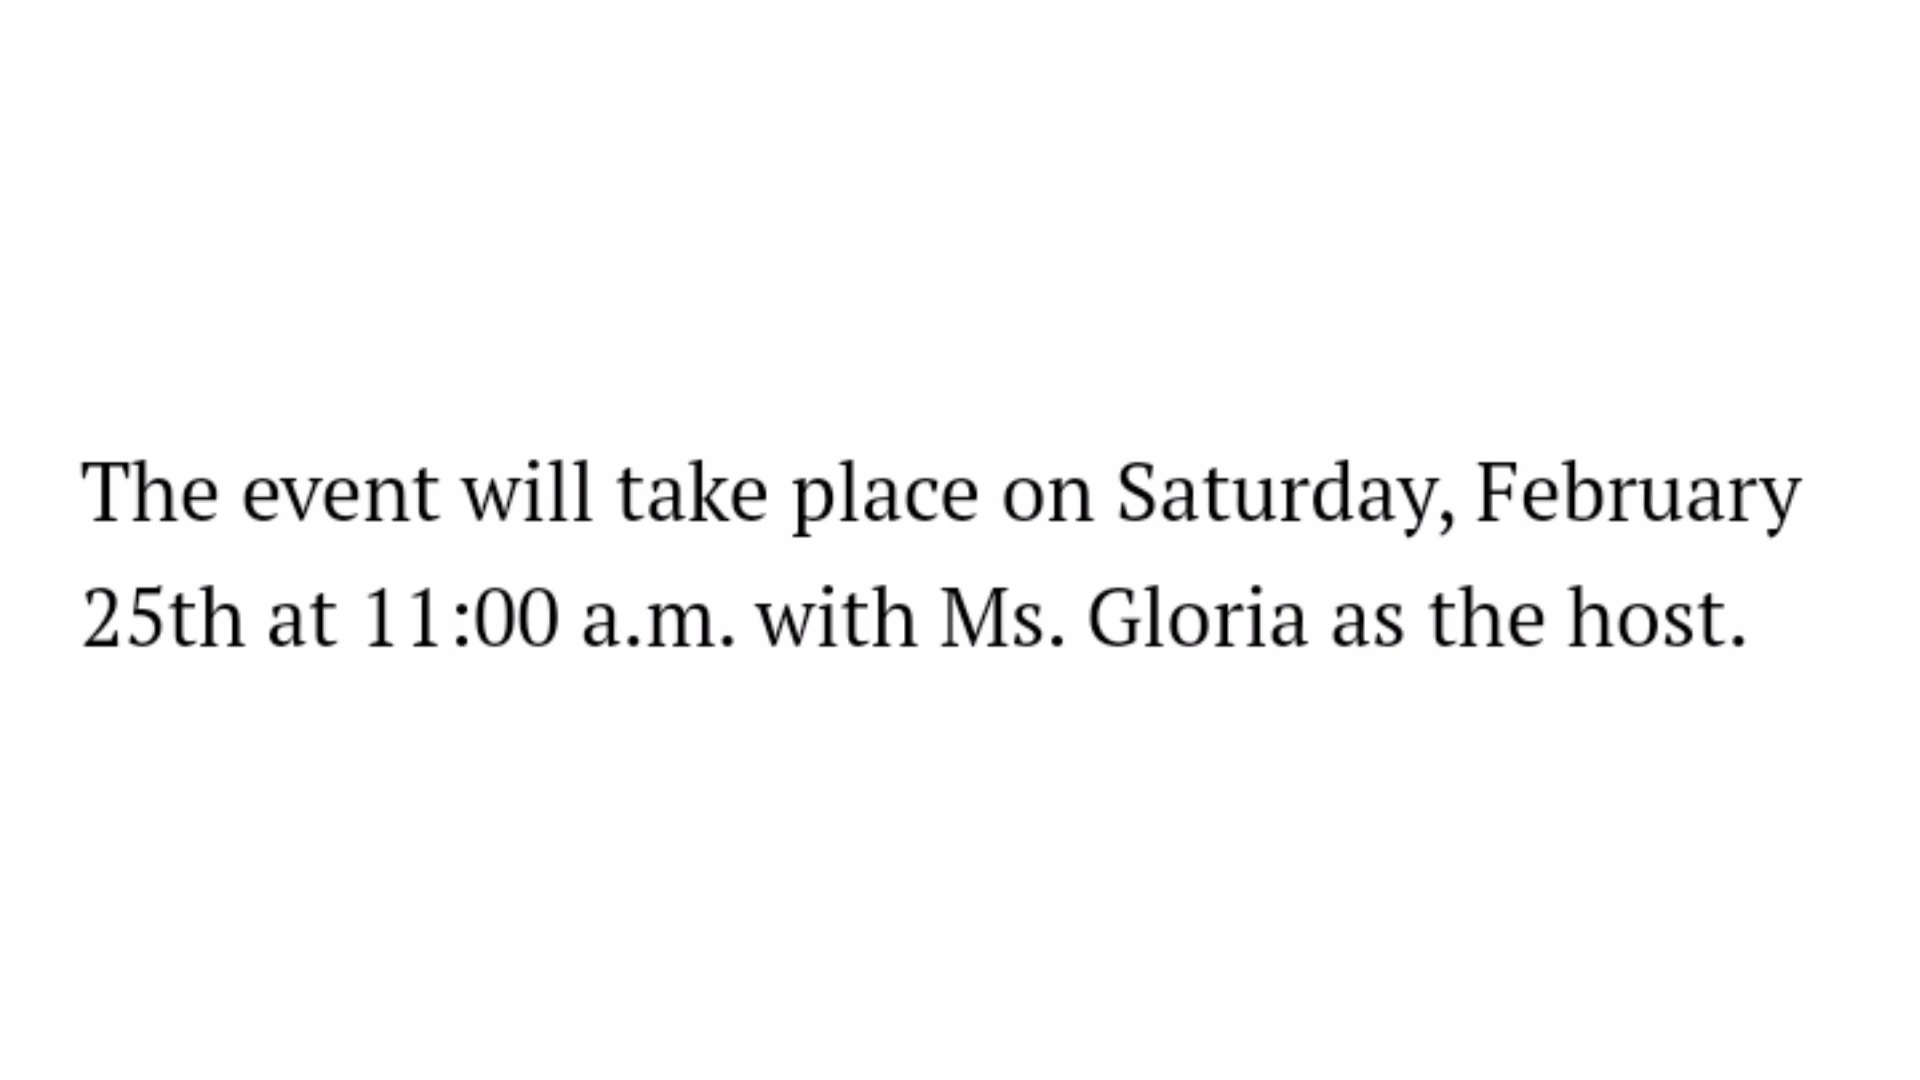 The event will take place on Saturday, February
25th at 11:00 a.m. with Ms. Gloria as the host.